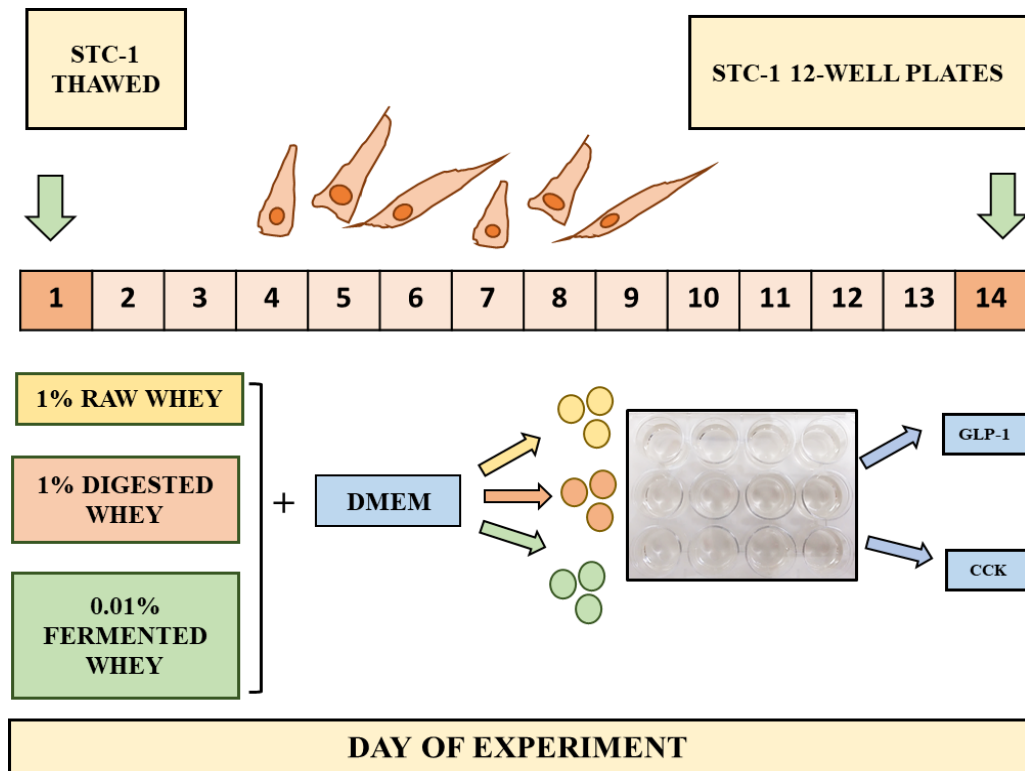 STC-1
THAWED
STC-1 12-WELL PLATES
1 2 3 4 5 6 7 8 9 10 11 12 13 14
1% RAW WHEY
1% DIGESTED
WHEY
0.01%
FERMENTED
WHEY
+
DMEM
GLP-1
CCK
DAY OF EXPERIMENT